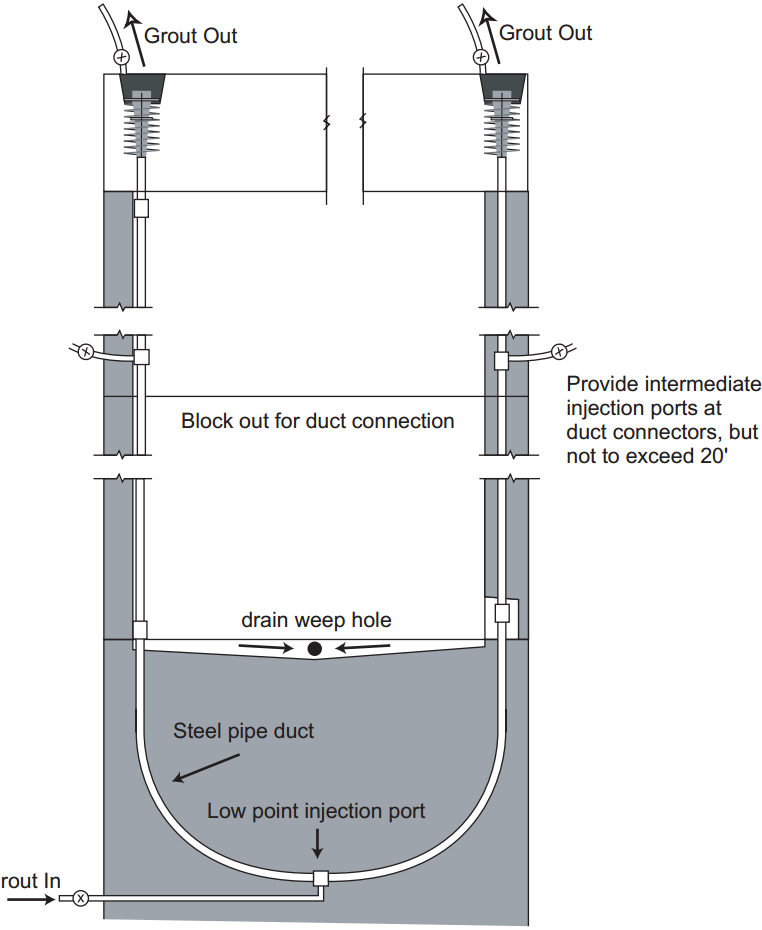 Grout Out
Grout Out
Provide intermediate
injection ports at
duct connectors, but
not to exceed 20'
Block out for duct connection
drain weep hole
Steel pipe duct
Low point injection port
rout In